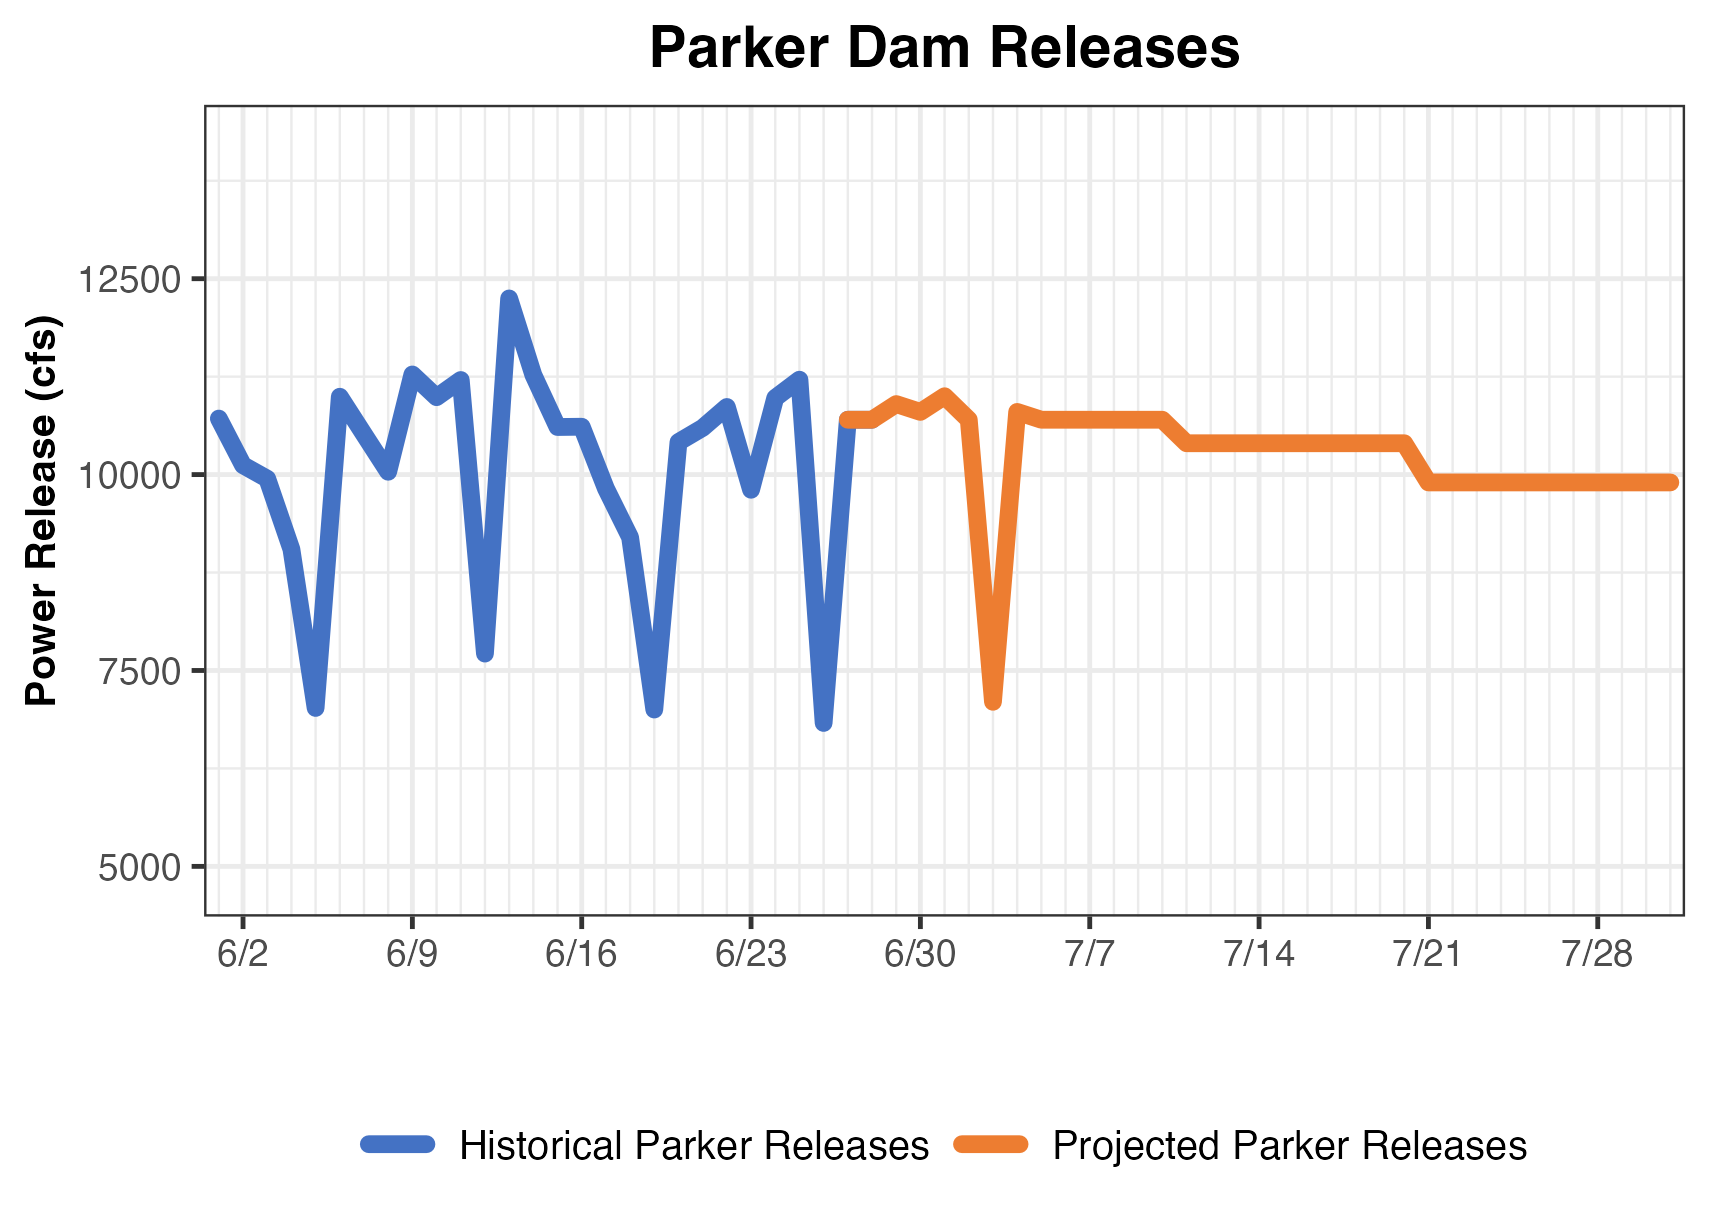 Parker Dam Releases
Power Release (cfs)
12500
10000
7500
5000
6/2 6/9 6/16 6/23 6/30 7/7 7/14 7/21 7/28
Historical Parker Releases Projected Parker Releases